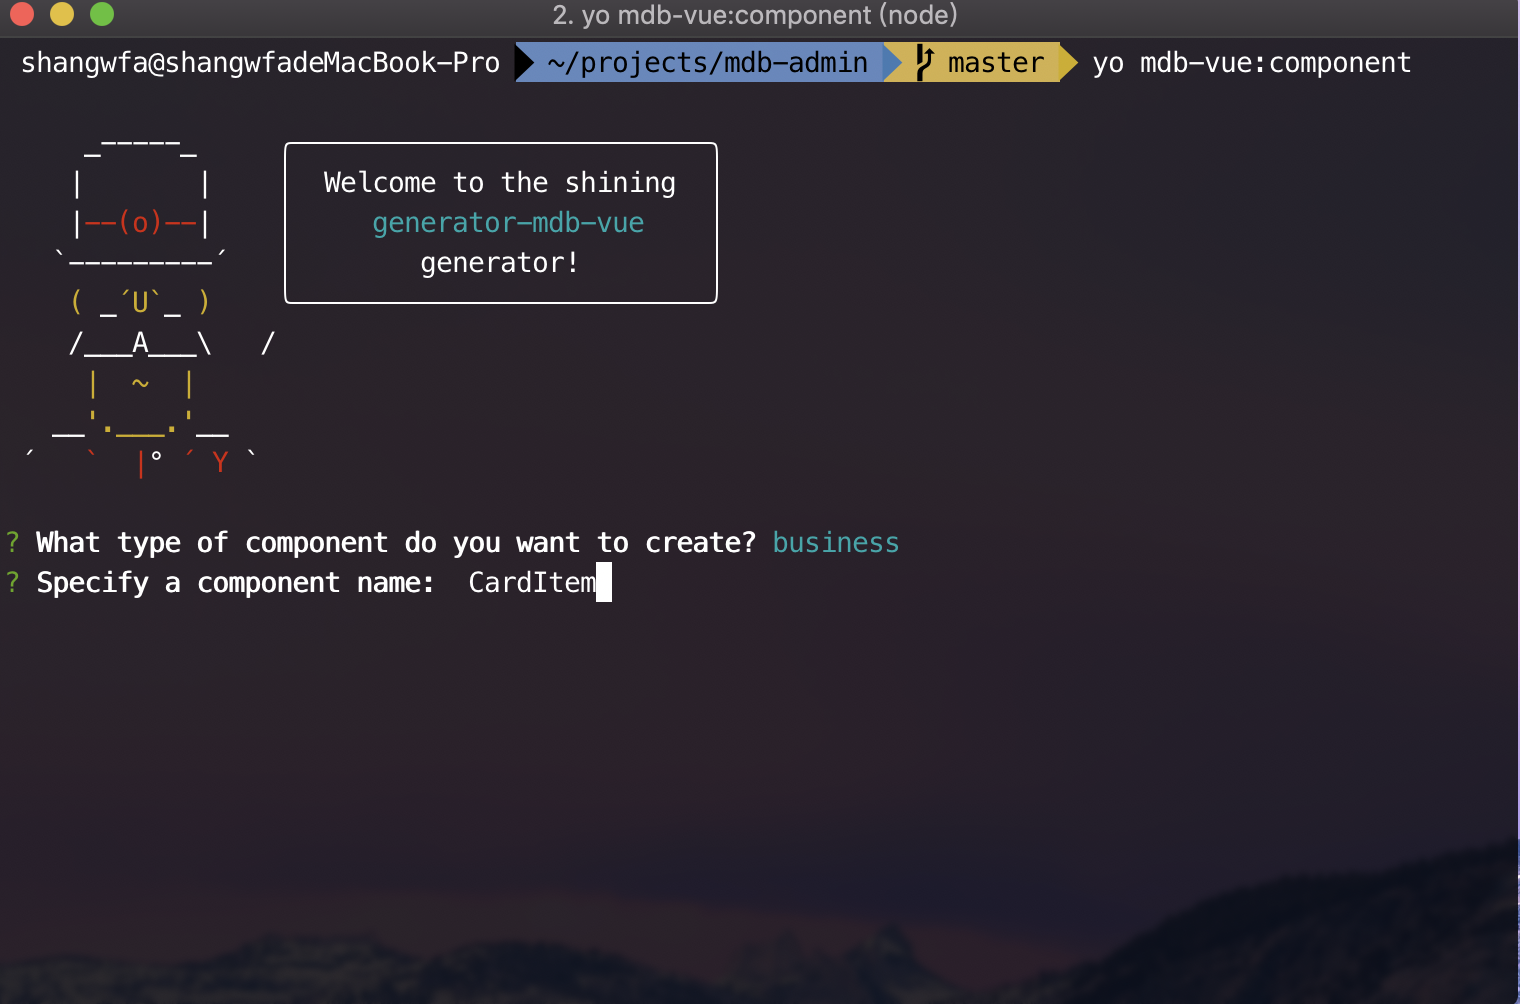 2. yo mdb-vue:component (node)
shangwfa@shangwfadeMacBook-Pro ~/projects/mdb-admin master yo mdb-vue:component
     _-----_
    |       |
    |--(o)--|
   `---------´
    ( _´U`_ )
    /___A___\   /
     |  ~  |
   __'.___.'__
 ´   `  |° ´ Y `
Welcome to the shining
generator-mdb-vue
generator!
? What type of component do you want to create? business
? Specify a component name:  CardItem